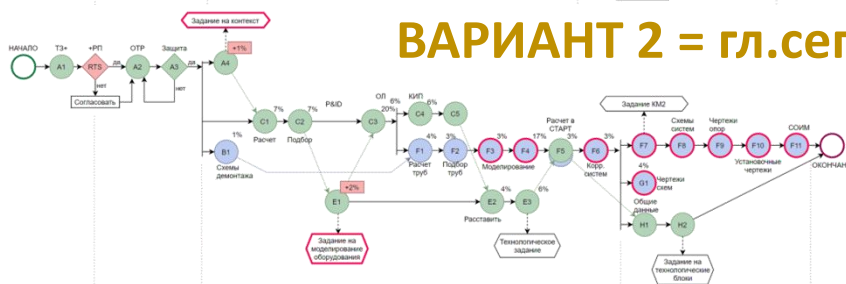 ВАРИАНТ 2 = гл.сег
Задание на
контекст
+1%
НАЧАЛО
ТЗ+
+РП
ОТР
Защита
A1
RTS
да
A2
A3
да
A4
нет
нет
Согласовать
P&ID
ОЛ
КИП
7%
7%
20%
6%
6%
C1
C2
C3
C4
C5
Расчет
Подбор
1%
B1
Схемы
демонтажа
4%
3%
3%
17%
3%
3%
F1
F2
F3
F4
F5
F6
Расчет
труб
Подбор
труб
Моделирование
Расчет в
СТАРТ
Корр.
систем
Задание КМ2
Схемы
систем
Чертежи
опор
СОИМ
F7
F8
F9
F10
F11
Установочные
чертежи
ОКОНЧАН
4%
G1
Чертежи
схем
Общие
данные
+2%
E1
4%
6%
E2
E3
Расставить
H1
H2
Задание на
моделирование
оборудования
Технологическое
задание
Задание на
технологические
блоки